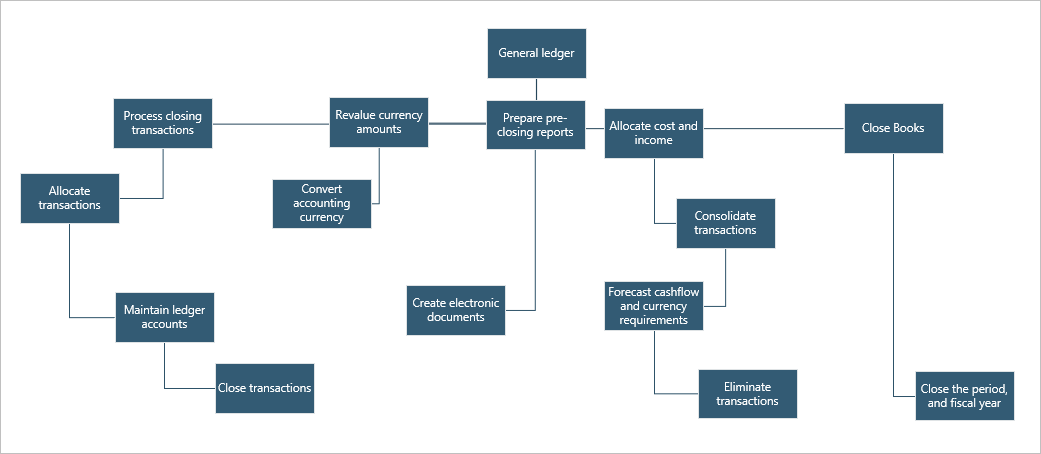 General ledger
Process closing
transactions
Revalue currency
amounts
Prepare pre-
closing reports
Allocate cost and
income
Close Books
Allocate
transactions
Convert
accounting
currency
Consolidate
transactions
Maintain ledger
accounts
Create electronic
documents
Forecast cashflow
and currency
requirements
Close transactions
Eliminate
transactions
Close the period,
and fiscal year